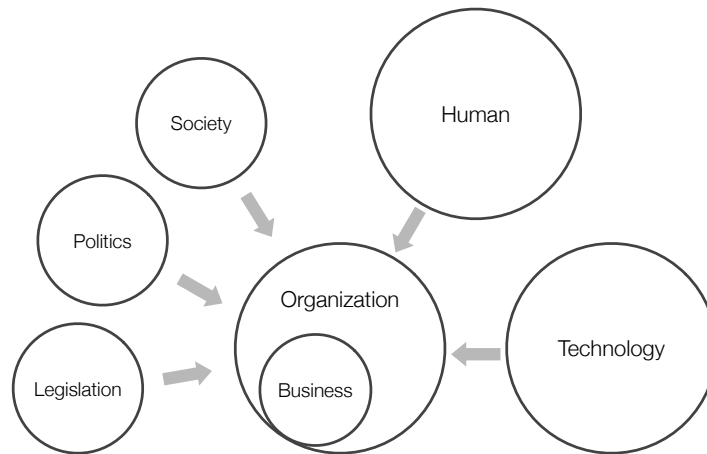 Human
Society
Politics
Organization
Technology
Legislation
Business